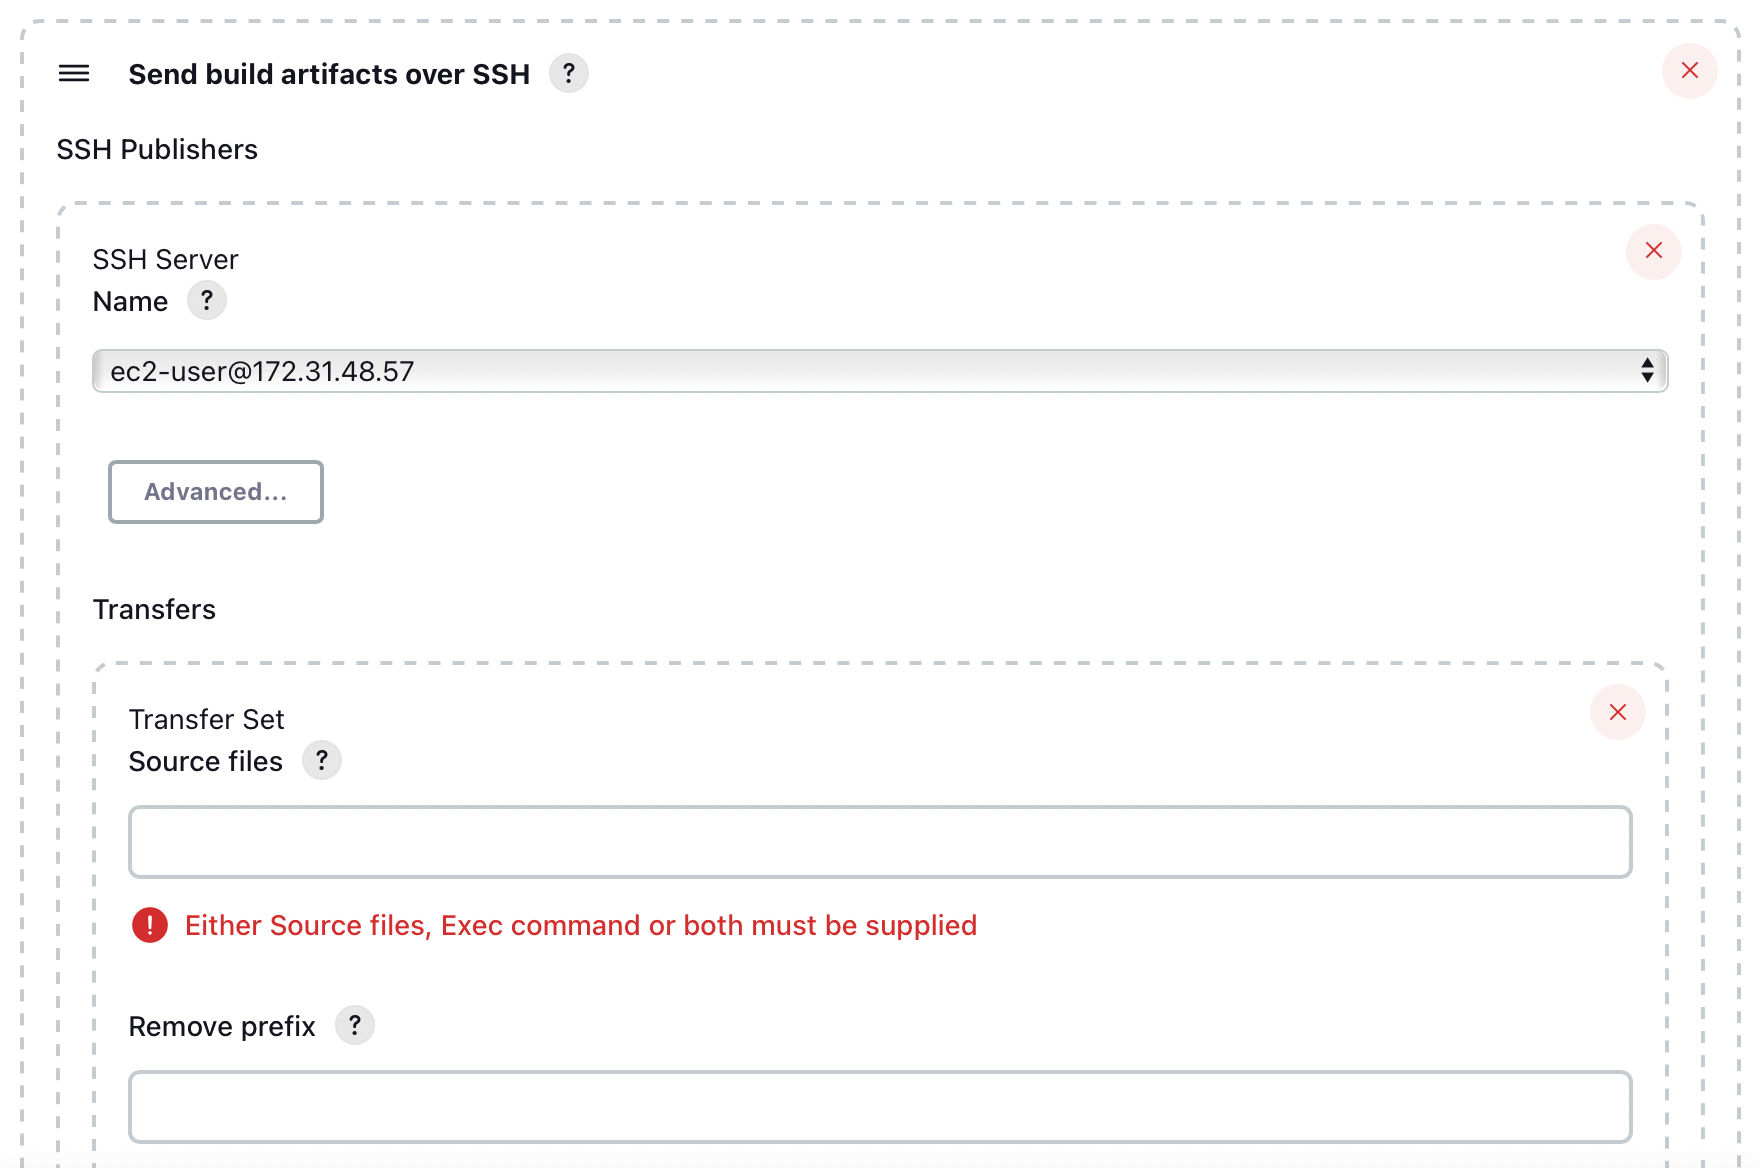 Send build artifacts over SSH ?
SSH Publishers
SSH Server
Name ?
ec2-user@172.31.48.57
Advanced...
Transfers
Transfer Set
Source files ?
Either Source files, Exec command or both must be supplied
Remove prefix ?